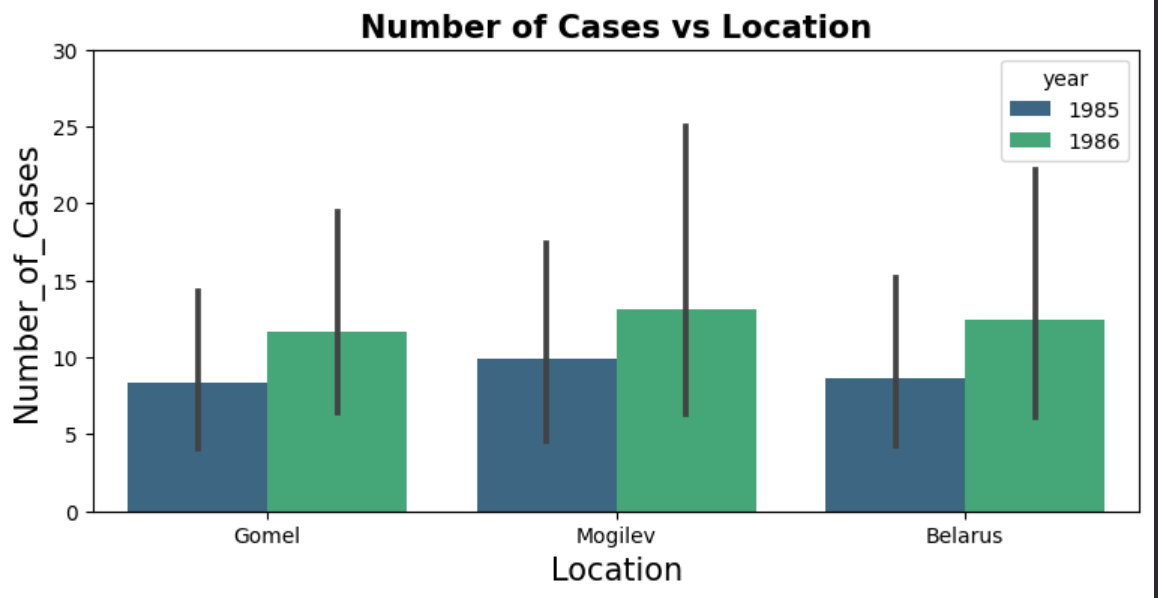 Number of Cases vs Location
Number_of_Cases
30
25
20
15
10
5
0
year
1985
1986
Gomel
Mogilev
Belarus
Location